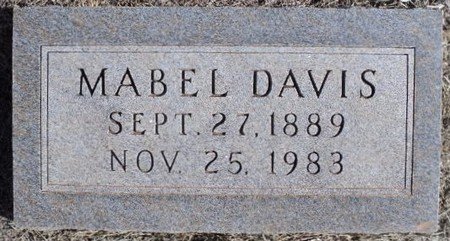 MABEL DAVIS
SEPT. 27, 1889
NOV. 25, 1983